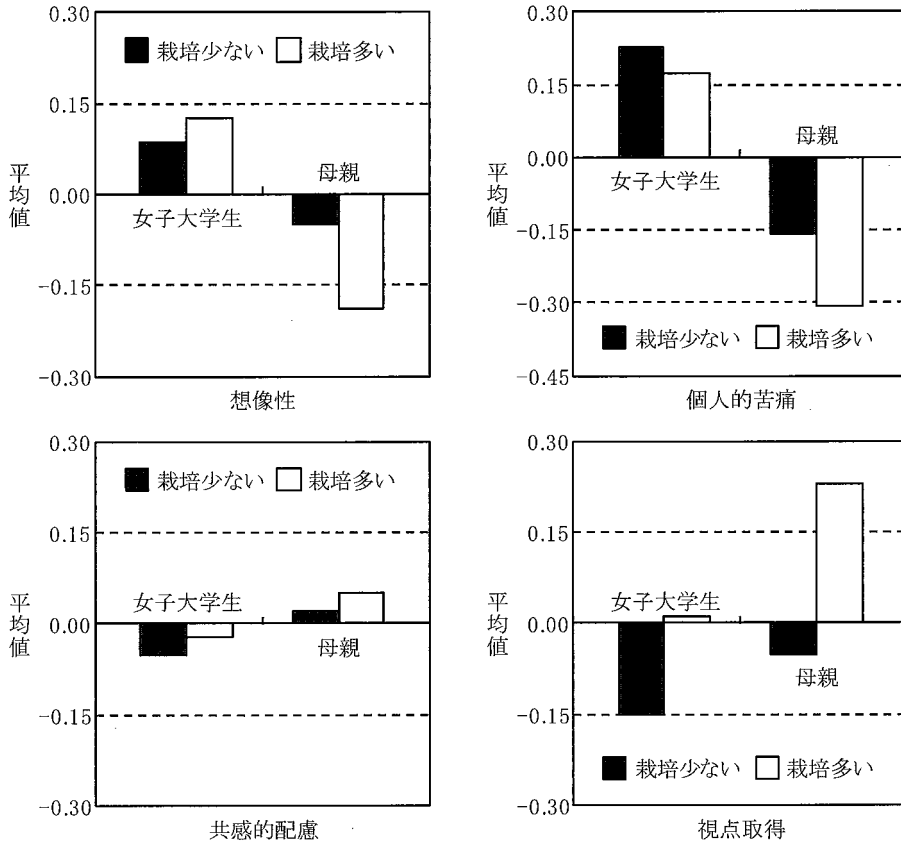 0.30
栽培少ない 栽培多い
0.15
母親
平均値
0.00
女子大学生
-0.15
-0.30
想像性
0.30
0.15
母親
平均値
0.00
女子大学生
-0.15
-0.30
栽培少ない 栽培多い
-0.45
個人的苦痛
0.30
栽培少ない 栽培多い
0.15
平均値
女子大学生
0.00
母親
-0.15
-0.30
共感的配慮
0.30
0.15
平均値
女子大学生
0.00
母親
-0.15
栽培少ない 栽培多い
-0.30
視点取得